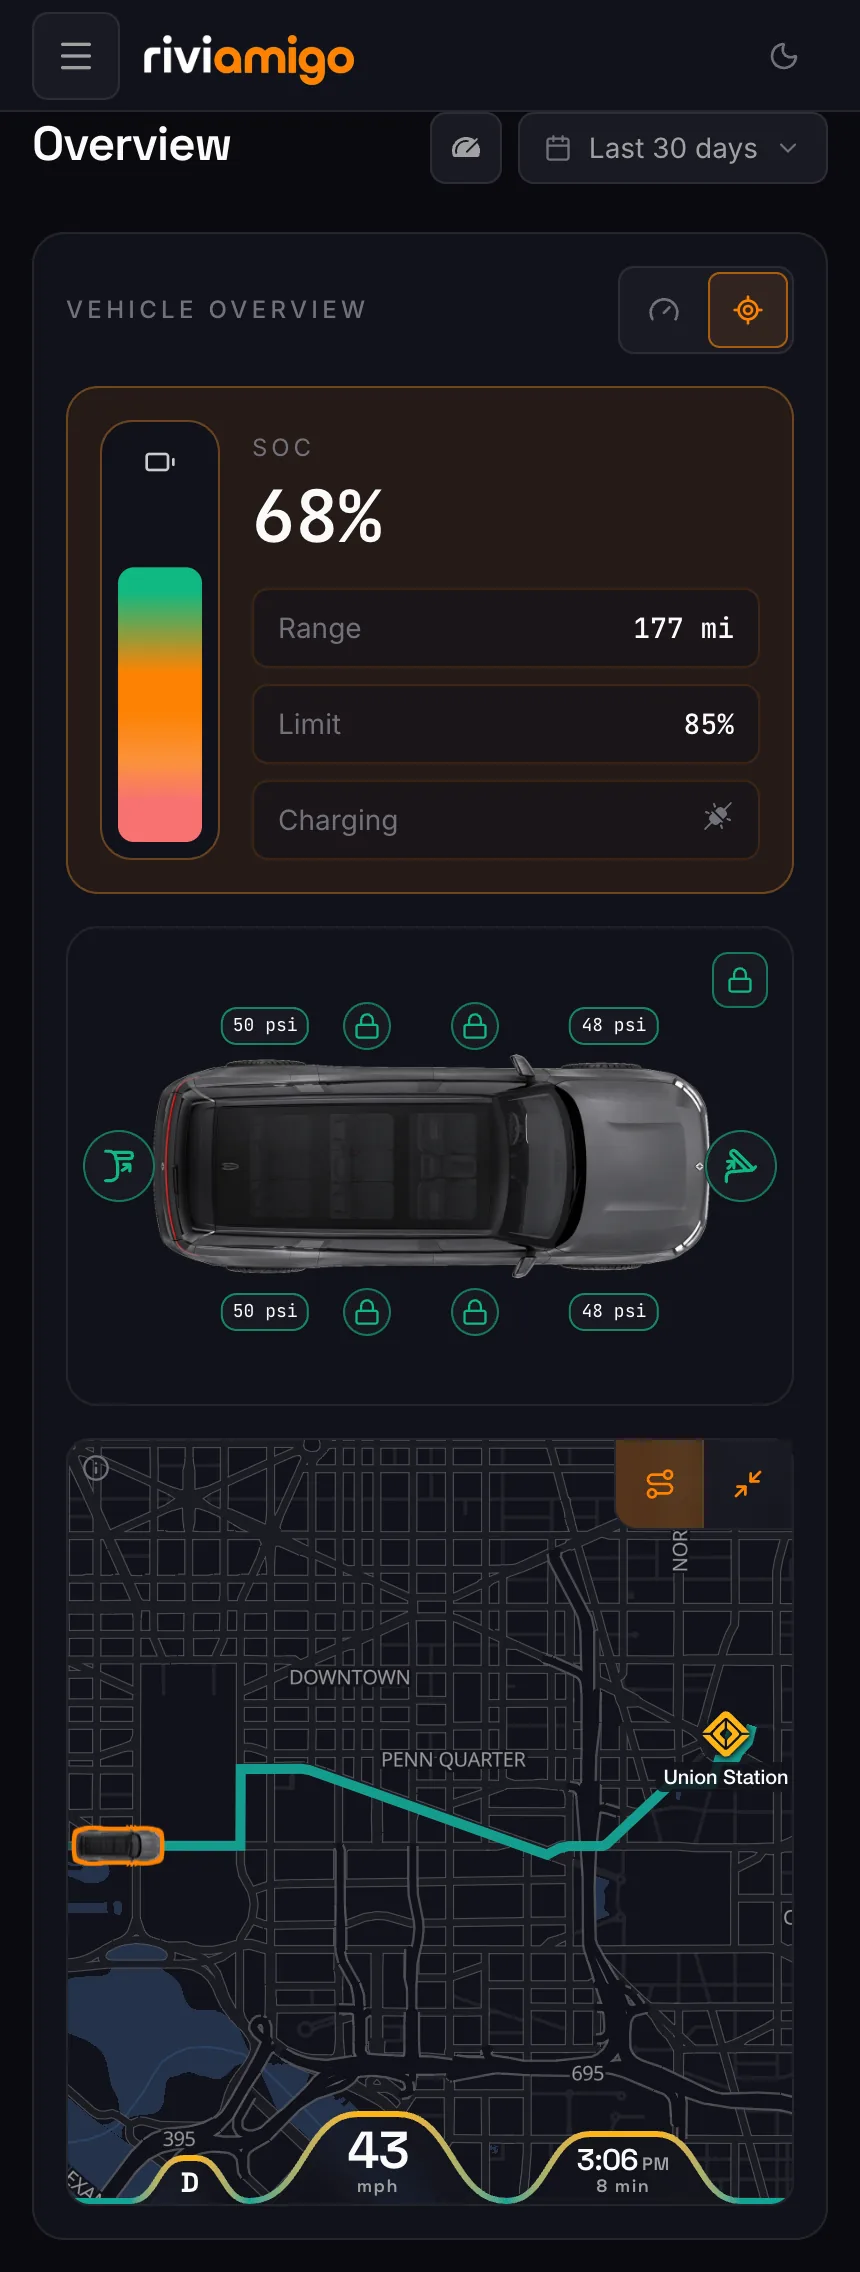 riviamigo
Overview
Last 30 days
VEHICLE OVERVIEW
SOC
68%
Range 177 mi
Limit 85%
Charging
50 psi 48 psi
50 psi 48 psi
NOR
DOWNTOWN
PENN QUARTER
Union Station
695
395
EXAN
D
43
mph
3:06 PM
8 min